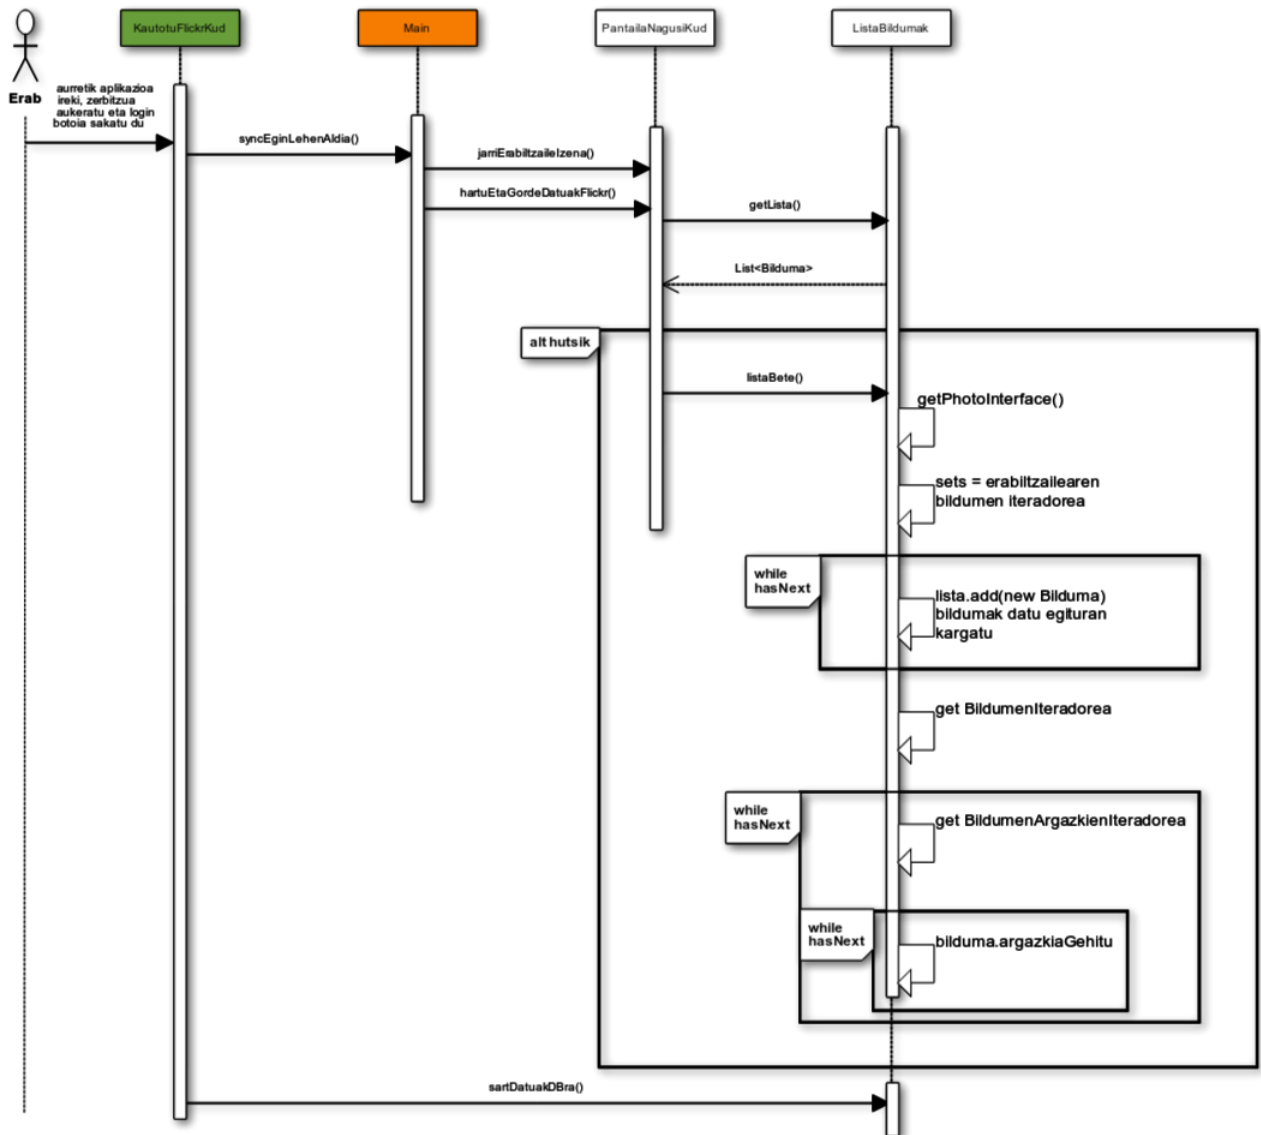 KautotuFlickrKud
Main
PantailaNagusiKud
ListaBildumak
Erab
aurretik aplikazioa
ireki, zerbitzua
aukeratu eta login
botoia sakatu du
syncEginLehenAldia()
jarriErabiltzaileIzena()
hartuEtaGordeDatuakFlickr()
getLista()
List<Bilduma>
alt hutsik
listaBete()
getPhotoInterface()
sets = erabiltzailearen
bildumen iteradorea
while
hasNext
lista.add(new Bilduma)
bildumak datu egituran
kargatu
get BildumenIteradorea
while
hasNext
get BildumenArgazkienIteradorea
while
hasNext
bilduma.argazkiaGehitu
sartDatuakDBra()